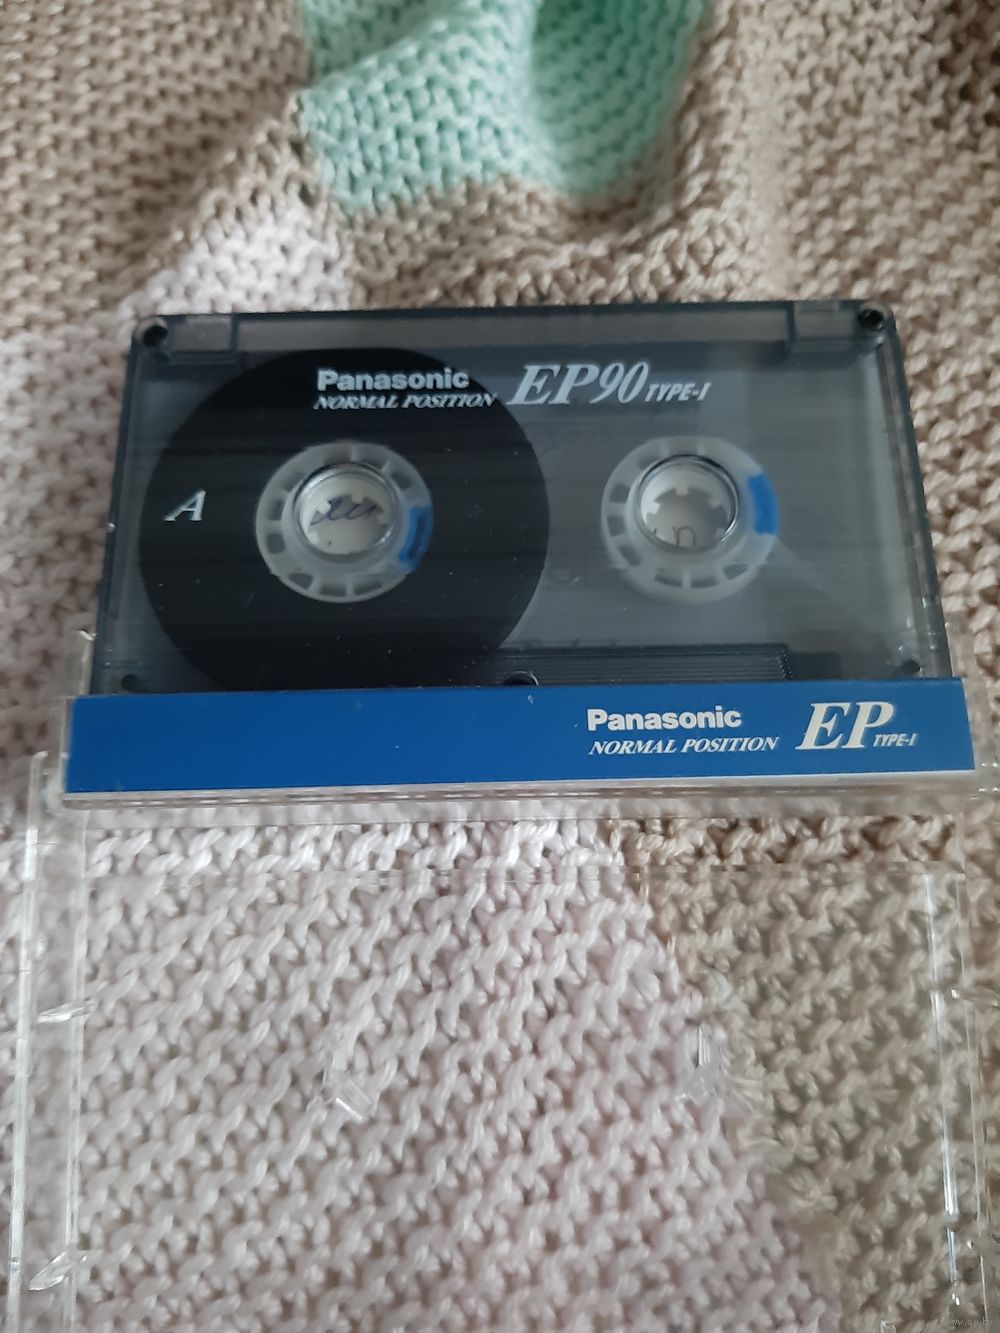 Panasonic EP90 TYPE-I
NORMAL POSITION
A
Panasonic EP TYPE-I
NORMAL POSITION